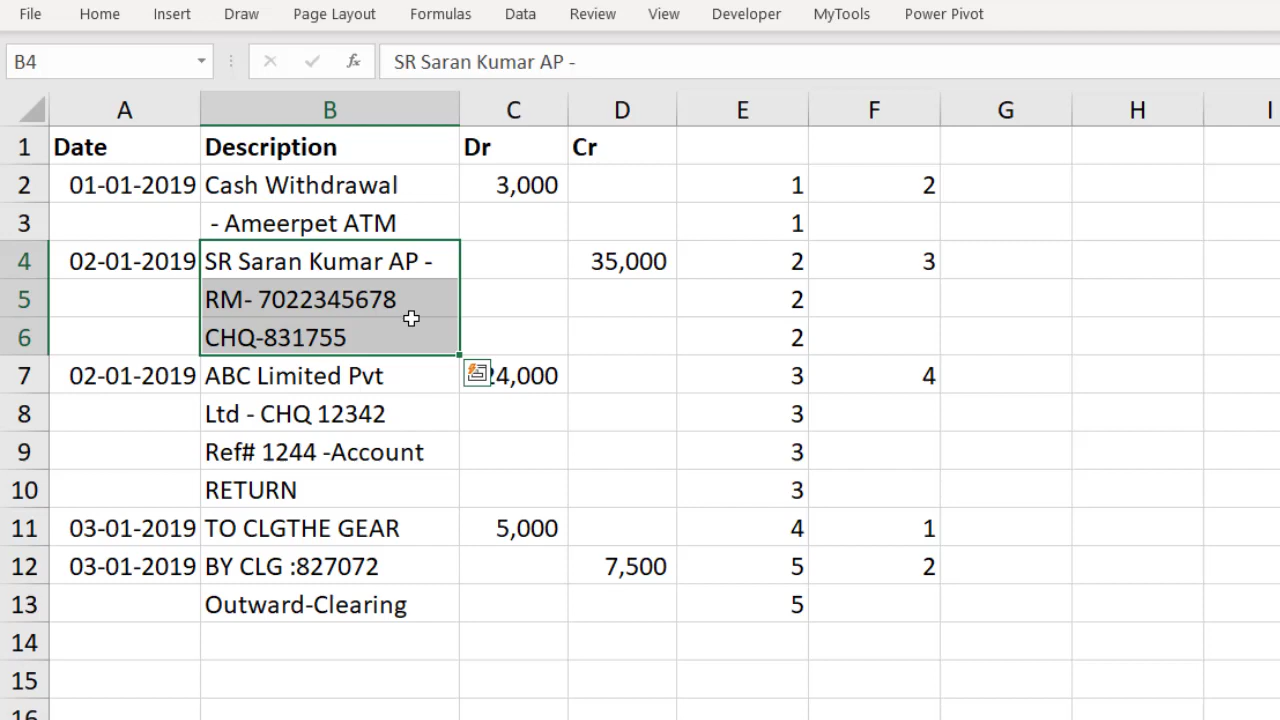 File Home Insert Draw Page Layout Formulas Data Review View Developer MyTools Power Pivot
B4 fx SR Saran Kumar AP -
A B C D E F G H I
1 Date Description Dr Cr
2 01-01-2019 Cash Withdrawal 3,000 1 2
3 - Ameerpet ATM 1
4 02-01-2019 SR Saran Kumar AP - 35,000 2 3
5 RM- 7022345678 2
6 CHQ-831755 2
7 02-01-2019 ABC Limited Pvt 24,000 3 4
8 Ltd - CHQ 12342 3
9 Ref# 1244 -Account 3
10 RETURN 3
11 03-01-2019 TO CLGTHE GEAR 5,000 4 1
12 03-01-2019 BY CLG :827072 7,500 5 2
13 Outward-Clearing 5
14
15
16